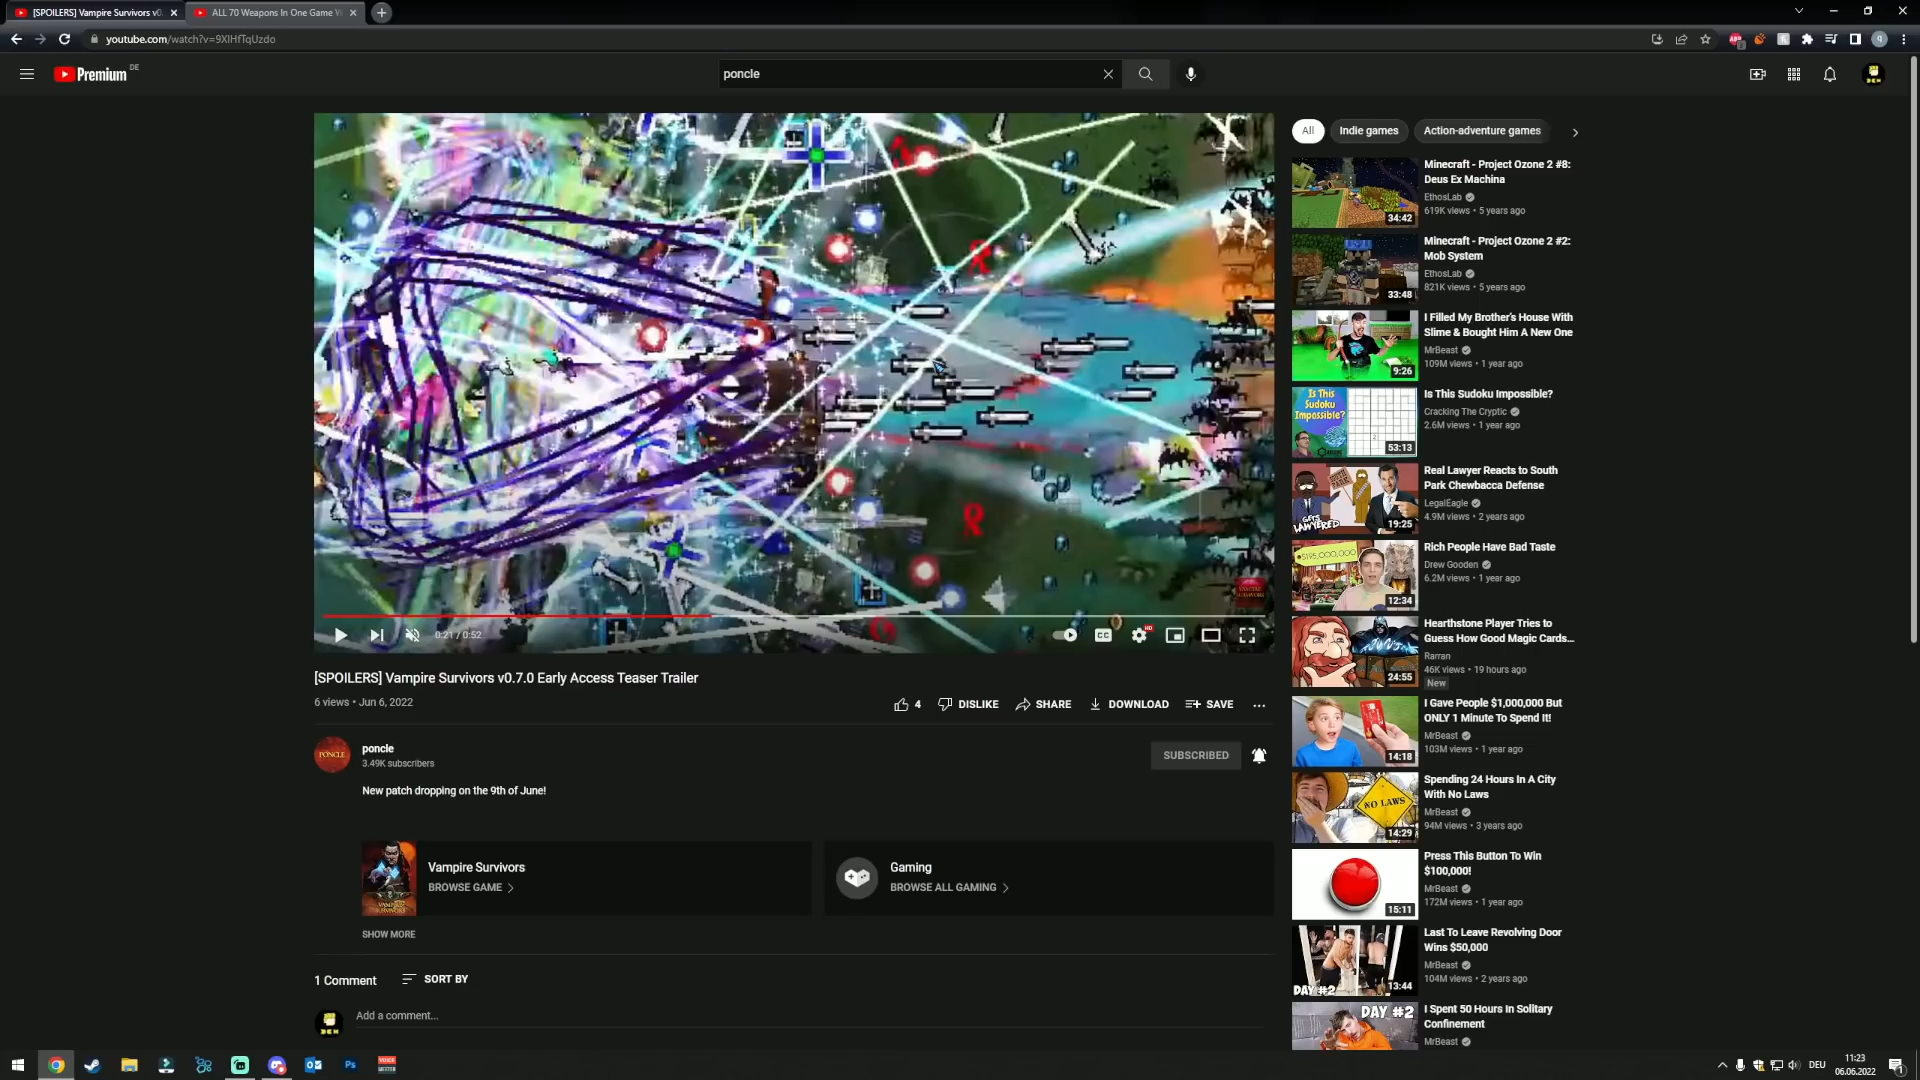 [SPOILERS] Vampire Survivors v0.
ALL 70 Weapons In One Game W
youtube.com/watch?v=9XIHfTqUzdo
Premium DE
poncle
0:21 / 0:52
[SPOILERS] Vampire Survivors v0.7.0 Early Access Teaser Trailer
6 views • Jun 6, 2022
4 DISLIKE SHARE DOWNLOAD SAVE
PONCLE
poncle
3.49K subscribers
SUBSCRIBED
New patch dropping on the 9th of June!
Vampire Survivors
BROWSE GAME
Gaming
BROWSE ALL GAMING
SHOW MORE
1 Comment
SORT BY
Add a comment...
All
Indie games
Action-adventure games
34:42
Minecraft - Project Ozone 2 #8:
Deus Ex Machina
EthosLab
619K views • 5 years ago
33:48
Minecraft - Project Ozone 2 #2:
Mob System
EthosLab
821K views • 5 years ago
9:26
I Filled My Brother's House With
Slime & Bought Him A New One
MrBeast
109M views • 1 year ago
Is This
Sudoku
Impossible?
53:13
Is This Sudoku Impossible?
Cracking The Cryptic
2.6M views • 1 year ago
GETS
LAWYERED
19:25
Real Lawyer Reacts to South
Park Chewbacca Defense
LegalEagle
4.9M views • 2 years ago
$195,000,000
12:34
Rich People Have Bad Taste
Drew Gooden
6.2M views • 1 year ago
24:55
Hearthstone Player Tries to
Guess How Good Magic Cards...
Rarran
46K views • 19 hours ago
New
14:18
I Gave People $1,000,000 But
ONLY 1 Minute To Spend It!
MrBeast
103M views • 1 year ago
NO LAWS
14:29
Spending 24 Hours In A City
With No Laws
MrBeast
94M views • 3 years ago
15:11
Press This Button To Win
$100,000!
MrBeast
172M views • 1 year ago
DAY #2
13:44
Last To Leave Revolving Door
Wins $50,000
MrBeast
104M views • 2 years ago
DAY #2
I Spent 50 Hours In Solitary
Confinement
MrBeast
DEU
11:23
06.06.2022